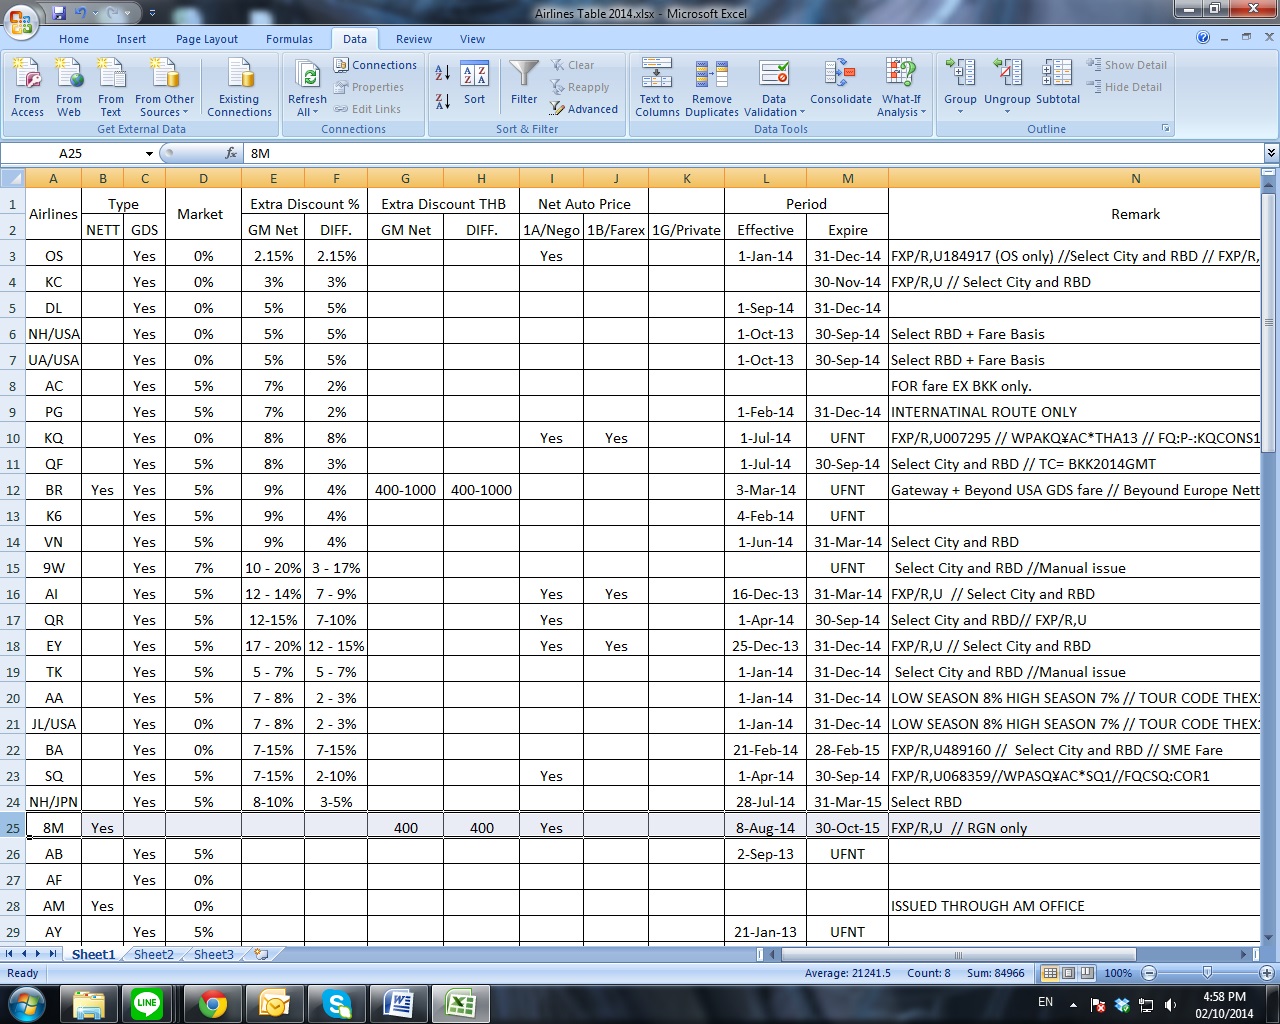 Airlines Table 2014.xlsx - Microsoft Excel
Home Insert Page Layout Formulas Data Review View
From Access From Web From Text From Other Sources Existing Connections Refresh All Connections Properties Edit Links Sort Filter Clear Reapply Advanced Text to Columns Remove Duplicates Data Validation Consolidate What-If Analysis Group Ungroup Subtotal Show Detail Hide Detail
Get External Data Connections Sort & Filter Data Tools Outline
A25 fx 8M
A B C D E F G H I J K L M N
1 Airlines Type Market Extra Discount % Extra Discount THB Net Auto Price Period Remark
2 NETT GDS GM Net DIFF. GM Net DIFF. 1A/Nego 1B/Farex 1G/Private Effective Expire
3 OS Yes 0% 2.15% 2.15% Yes 1-Jan-14 31-Dec-14 FXP/R,U184917 (OS only) //Select City and RBD // FXP/R,
4 KC Yes 0% 3% 3% 30-Nov-14 FXP/R,U // Select City and RBD
5 DL Yes 0% 5% 5% 1-Sep-14 31-Dec-14
6 NH/USA Yes 0% 5% 5% 1-Oct-13 30-Sep-14 Select RBD + Fare Basis
7 UA/USA Yes 0% 5% 5% 1-Oct-13 30-Sep-14 Select RBD + Fare Basis
8 AC Yes 5% 7% 2% FOR fare EX BKK only.
9 PG Yes 5% 7% 2% 1-Feb-14 31-Dec-14 INTERNATINAL ROUTE ONLY
10 KQ Yes 0% 8% 8% Yes Yes 1-Jul-14 UFNT FXP/R,U007295 // WPAKQ¥AC*THA13 // FQ:P-:KQCONS1
11 QF Yes 5% 8% 3% 1-Jul-14 30-Sep-14 Select City and RBD // TC= BKK2014GMT
12 BR Yes Yes 5% 9% 4% 400-1000 400-1000 3-Mar-14 UFNT Gateway + Beyond USA GDS fare // Beyound Europe Nett
13 K6 Yes 5% 9% 4% 4-Feb-14 UFNT
14 VN Yes 5% 9% 4% 1-Jun-14 31-Mar-14 Select City and RBD
15 9W Yes 7% 10 - 20% 3 - 17% UFNT Select City and RBD //Manual issue
16 AI Yes 5% 12 - 14% 7 - 9% Yes Yes 16-Dec-13 31-Mar-14 FXP/R,U // Select City and RBD
17 QR Yes 5% 12-15% 7-10% Yes 1-Apr-14 30-Sep-14 Select City and RBD// FXP/R,U
18 EY Yes 5% 17 - 20% 12 - 15% Yes Yes 25-Dec-13 31-Dec-14 FXP/R,U // Select City and RBD
19 TK Yes 5% 5 - 7% 5 - 7% 1-Jan-14 31-Dec-14 Select City and RBD //Manual issue
20 AA Yes 5% 7 - 8% 2 - 3% 1-Jan-14 31-Dec-14 LOW SEASON 8% HIGH SEASON 7% // TOUR CODE THEX
21 JL/USA Yes 0% 7 - 8% 2 - 3% 1-Jan-14 31-Dec-14 LOW SEASON 8% HIGH SEASON 7% // TOUR CODE THEX
22 BA Yes 0% 7-15% 7-15% 21-Feb-14 28-Feb-15 FXP/R,U489160 // Select City and RBD // SME Fare
23 SQ Yes 5% 7-15% 2-10% Yes 1-Apr-14 30-Sep-14 FXP/R,U068359//WPASQ¥AC*SQ1//FQCSQ:COR1
24 NH/JPN Yes 5% 8-10% 3-5% 28-Jul-14 31-Mar-15 Select RBD
25 8M Yes 400 400 Yes 8-Aug-14 30-Oct-15 FXP/R,U // RGN only
26 AB Yes 5% 2-Sep-13 UFNT
27 AF Yes 0%
28 AM Yes 0% ISSUED THROUGH AM OFFICE
29 AY Yes 5% 21-Jan-13 UFNT
Sheet1 Sheet2 Sheet3
Ready Average: 21241.5 Count: 8 Sum: 84966 100%
LINE EN 4:58 PM
02/10/2014